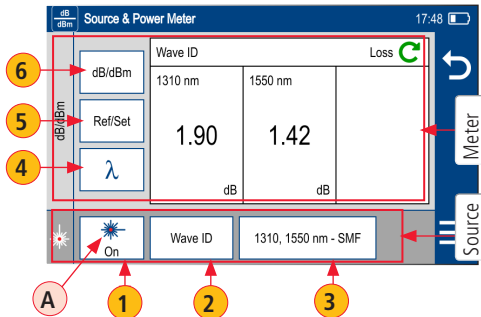 dB
dBm
Source & Power Meter
17:48
Wave ID
Loss
6
dB/dBm
1310 nm
1550 nm
5
dB/dBm
Ref/Set
1.90
1.42
Meter
4
λ
dB
dB
On
Wave ID
1310, 1550 nm - SMF
Source
A
1
2
3